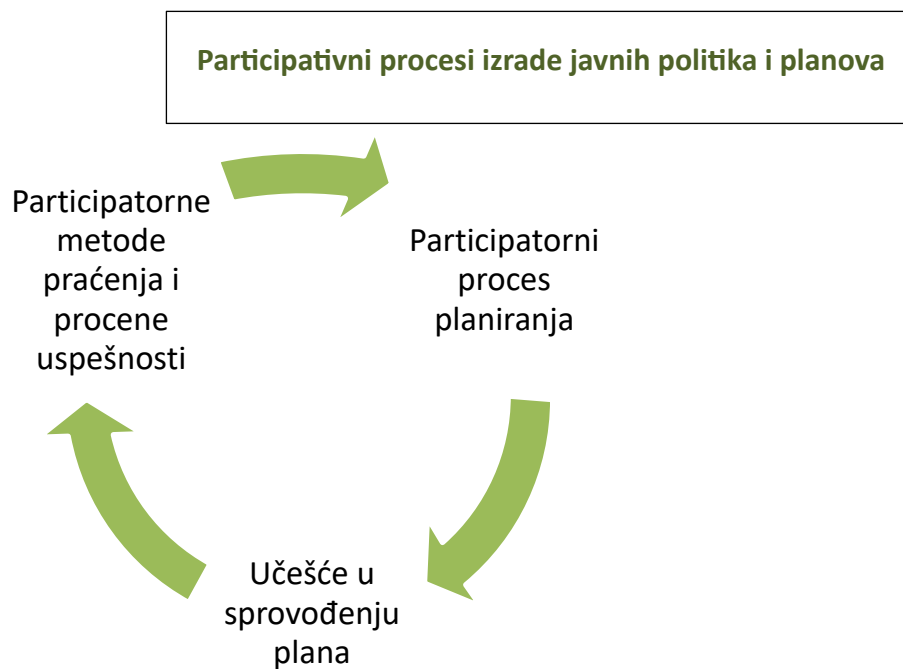 Participativni procesi izrade javnih politika i planova
Participatorne
metode
praćenja i
procene
uspešnosti
Participatorni
proces
planiranja
Učešće u
sprovođenju
plana